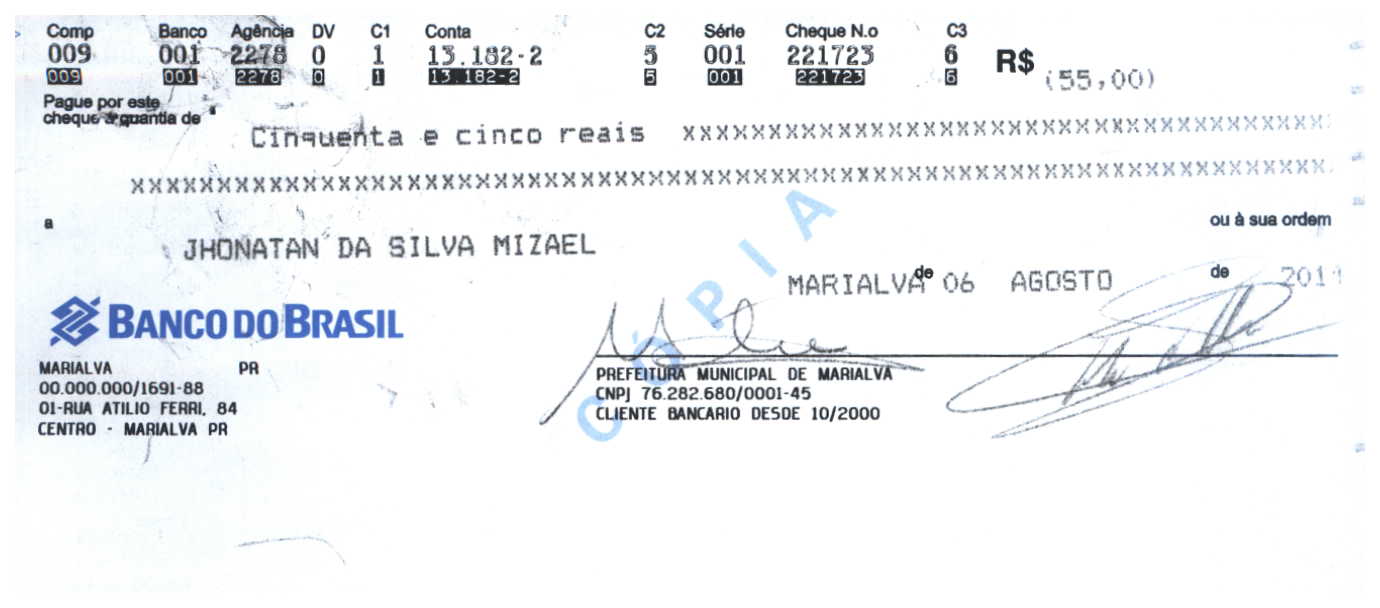 Comp Banco Agência DV C1 Conta C2 Série Cheque N.o C3
009 001 2278 0 1 13.182-2 5 001 221723 6 R$ (55,00)
009 001 2278 0 1 13.182-2 5 001 221723 6
Pague por este
cheque a quantia de
Cinquenta e cinco reais XXXXXXXXXXXXXXXXXXXXXXXXXXXXXXXXXXXXXXXXXXXXX
XXXXXXXXXXXXXXXXXXXXXXXXXXXXXXXXXXXXXXXXXXXXXXXXXXXXXXXXXXXXXXXXXXXXX
a ou à sua ordem
JHONATAN DA SILVA MIZAEL
MARIALVA de 06 AGOSTO de
CÓPIA
BANCO DO BRASIL
MARIALVA PR
00.000.000/1691-88
01-RUA ATILIO FERRI, 84
CENTRO - MARIALVA PR
PREFEITURA MUNICIPAL DE MARIALVA
CNPJ 76.282.680/0001-45
CLIENTE BANCARIO DESDE 10/2000